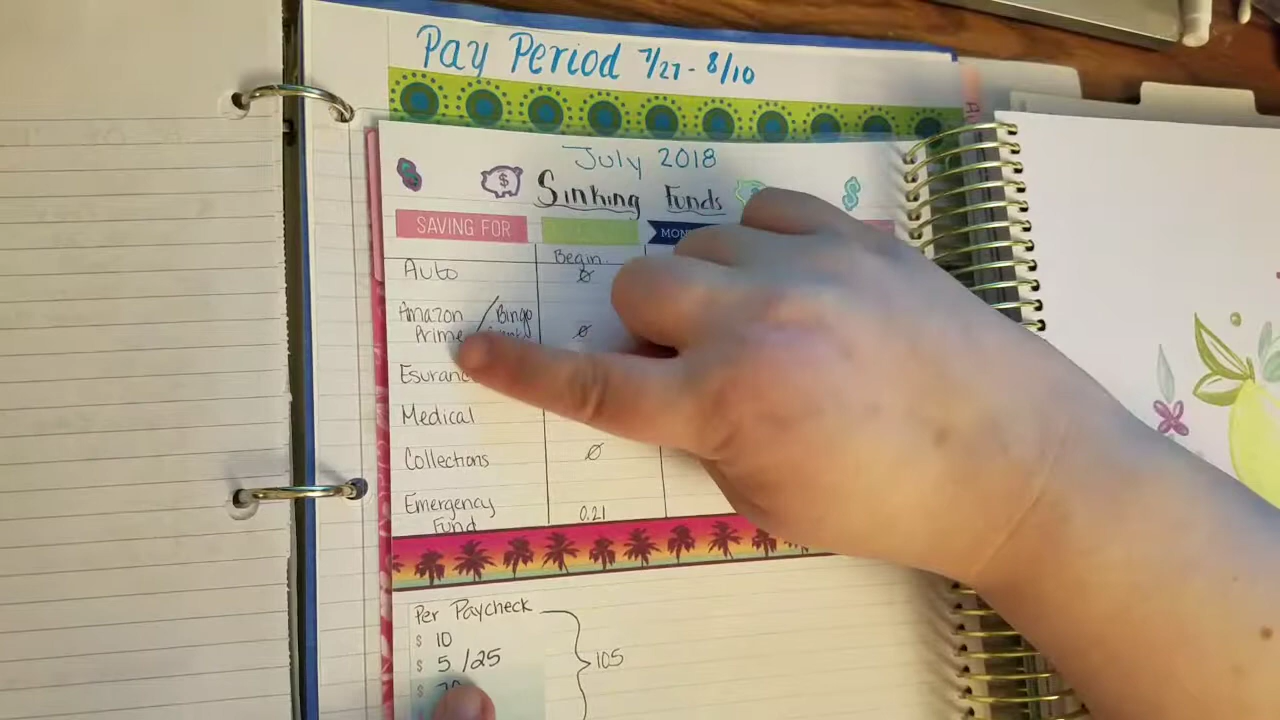 Pay Period 7/27 - 8/10
July 2018
Sinking Funds
SAVING FOR
Begin.
Auto ∅
Amazon / Bingo
Prime ∅
Esuranc
Medical
Collections ∅
Emergency
Fund 0.21
Per Paycheck
$ 10
$ 5 /25
105
$